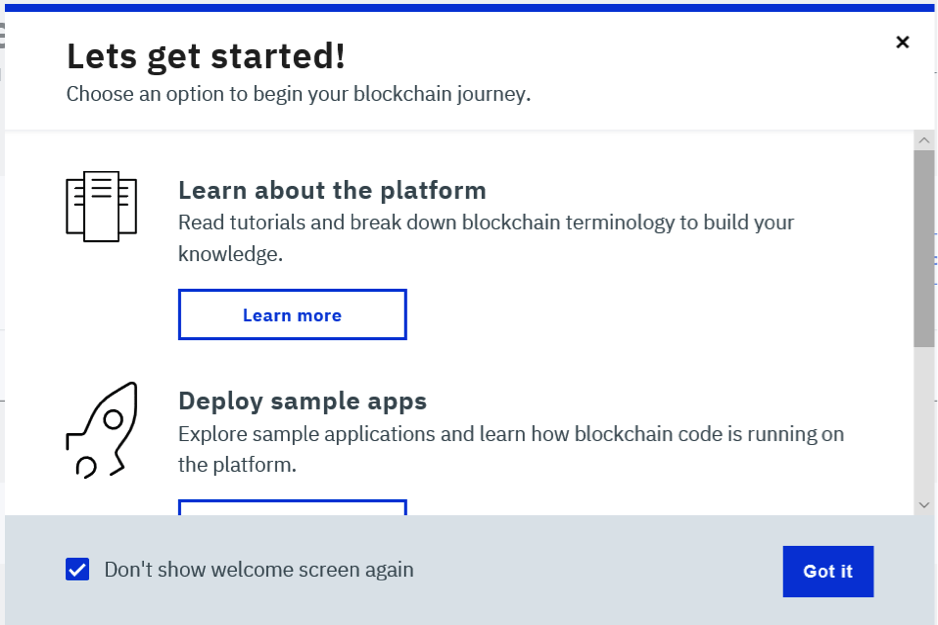 Lets get started!
Choose an option to begin your blockchain journey.
Learn about the platform
Read tutorials and break down blockchain terminology to build your
knowledge.
Learn more
Deploy sample apps
Explore sample applications and learn how blockchain code is running on
the platform.
Don't show welcome screen again
Got it